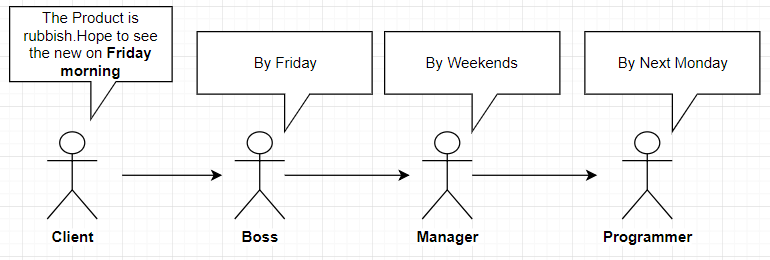 The Product is
rubbish.Hope to see
the new on Friday
morning
By Friday
By Weekends
By Next Monday
Client
Boss
Manager
Programmer